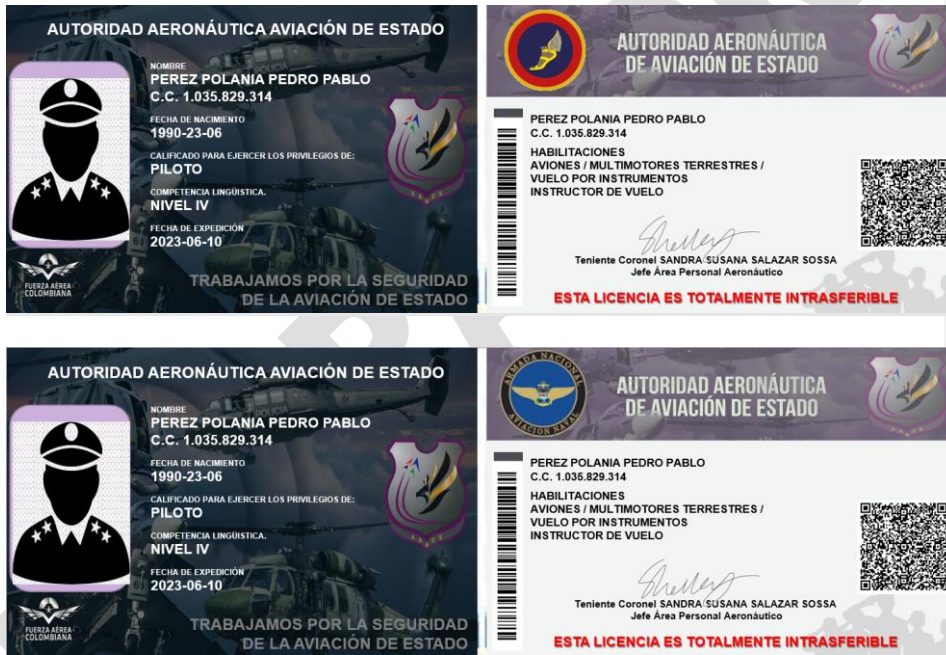 AUTORIDAD AERONÁUTICA AVIACIÓN DE ESTADO
NOMBRE
PEREZ POLANIA PEDRO PABLO
C.C. 1.035.829.314
FECHA DE NACIMIENTO
1990-23-06
CALIFICADO PARA EJERCER LOS PRIVILEGIOS DE:
PILOTO
COMPETENCIA LINGÜISTICA.
NIVEL IV
FECHA DE EXPEDICIÓN
2023-06-10
FUERZA AÉREA
COLOMBIANA
TRABAJAMOS POR LA SEGURIDAD
DE LA AVIACIÓN DE ESTADO
AUTORIDAD AERONÁUTICA
DE AVIACIÓN DE ESTADO
PEREZ POLANIA PEDRO PABLO
C.C. 1.035.829.314
HABILITACIONES
AVIONES / MULTIMOTORES TERRESTRES /
VUELO POR INSTRUMENTOS
INSTRUCTOR DE VUELO
Teniente Coronel SANDRA SUSANA SALAZAR SOSSA
Jefe Área Personal Aeronáutico
ESTA LICENCIA ES TOTALMENTE INTRASFERIBLE
AUTORIDAD AERONÁUTICA AVIACIÓN DE ESTADO
NOMBRE
PEREZ POLANIA PEDRO PABLO
C.C. 1.035.829.314
FECHA DE NACIMIENTO
1990-23-06
CALIFICADO PARA EJERCER LOS PRIVILEGIOS DE:
PILOTO
COMPETENCIA LINGÜISTICA.
NIVEL IV
FECHA DE EXPEDICIÓN
2023-06-10
FUERZA AÉREA
COLOMBIANA
TRABAJAMOS POR LA SEGURIDAD
DE LA AVIACIÓN DE ESTADO
ARMADA NACIONAL
AVIACION NAVAL
AUTORIDAD AERONÁUTICA
DE AVIACIÓN DE ESTADO
PEREZ POLANIA PEDRO PABLO
C.C. 1.035.829.314
HABILITACIONES
AVIONES / MULTIMOTORES TERRESTRES /
VUELO POR INSTRUMENTOS
INSTRUCTOR DE VUELO
Teniente Coronel SANDRA SUSANA SALAZAR SOSSA
Jefe Área Personal Aeronáutico
ESTA LICENCIA ES TOTALMENTE INTRASFERIBLE